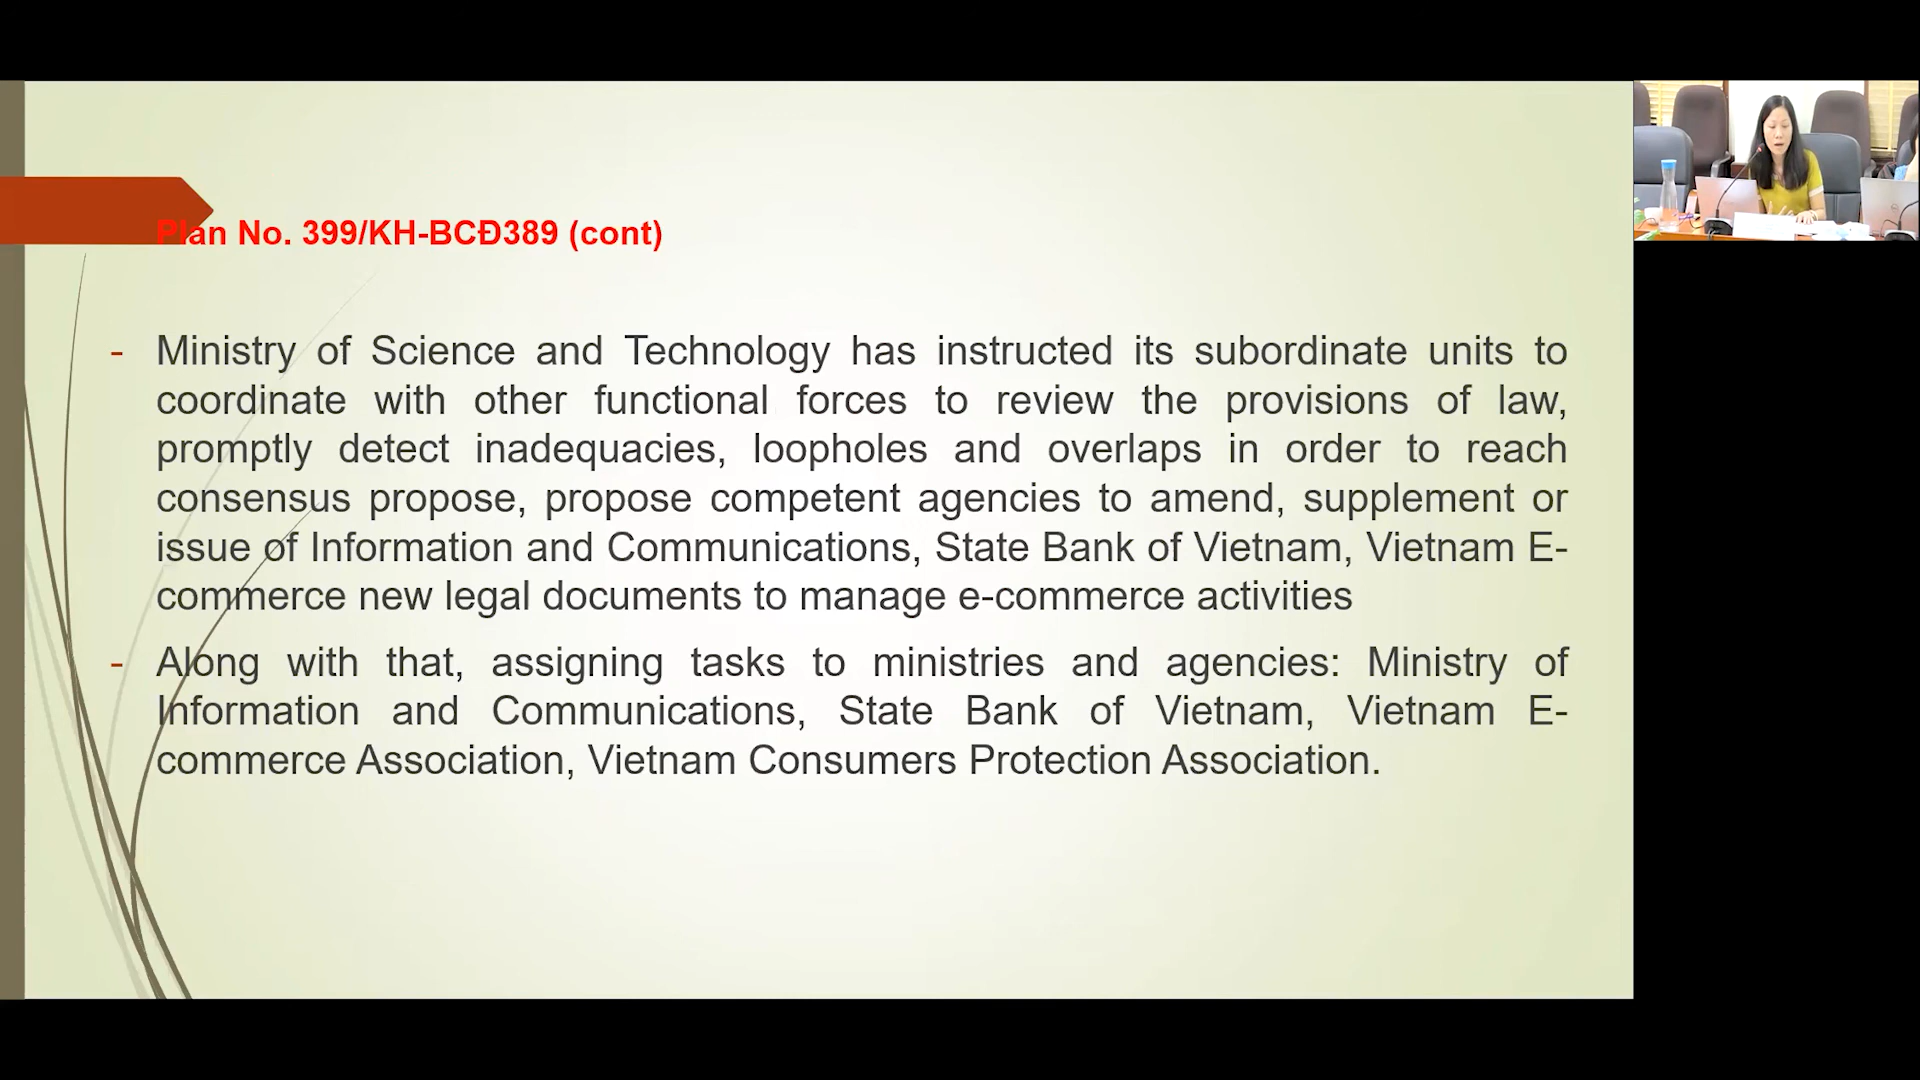 Plan No. 399/KH-BCĐ389 (cont)
- Ministry of Science and Technology has instructed its subordinate units to
coordinate with other functional forces to review the provisions of law,
promptly detect inadequacies, loopholes and overlaps in order to reach
consensus propose, propose competent agencies to amend, supplement or
issue of Information and Communications, State Bank of Vietnam, Vietnam E-
commerce new legal documents to manage e-commerce activities
- Along with that, assigning tasks to ministries and agencies: Ministry of
Information and Communications, State Bank of Vietnam, Vietnam E-
commerce Association, Vietnam Consumers Protection Association.